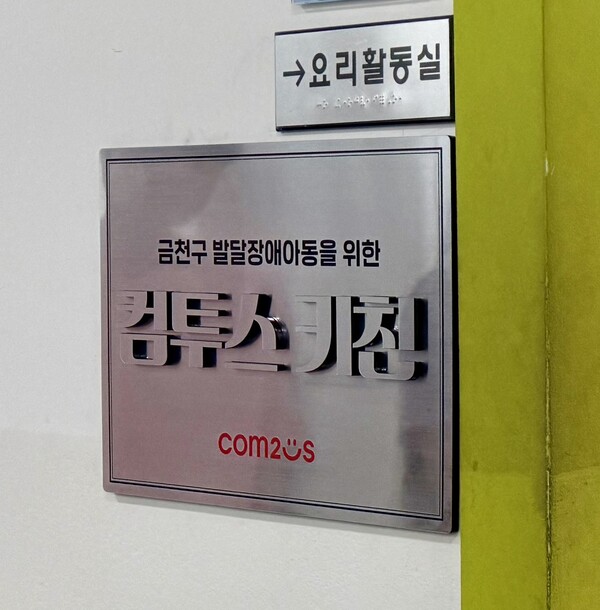 →요리활동실
금천구 발달장애아동을 위한
컴투스 키친
com2us